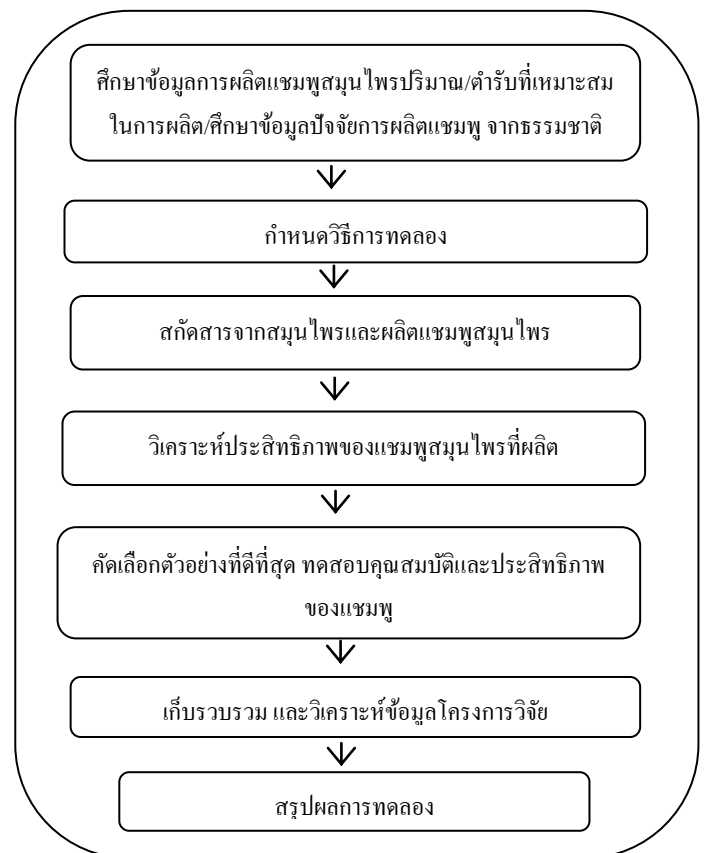 ศึกษาข้อมูลการผลิตแชมพูสมุนไพรปริมาณ/ตำรับที่เหมาะสม
ในการผลิต/ศึกษาข้อมูลปัจจัยการผลิตแชมพู จากธรรมชาติ
กำหนดวิธีการทดลอง
สกัดสารจากสมุนไพรและผลิตแชมพูสมุนไพร
วิเคราะห์ประสิทธิภาพของแชมพูสมุนไพรที่ผลิต
คัดเลือกตัวอย่างที่ดีที่สุด ทดสอบคุณสมบัติและประสิทธิภาพ
ของแชมพู
เก็บรวบรวม และวิเคราะห์ข้อมูลโครงการวิจัย
สรุปผลการทดลอง